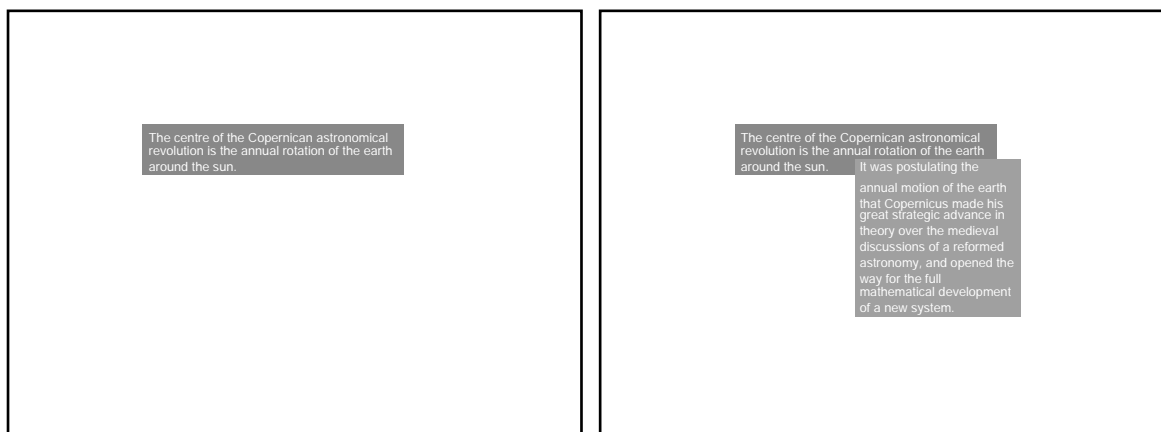 The centre of the Copernican astronomical
revolution is the annual rotation of the earth
around the sun.
The centre of the Copernican astronomical
revolution is the annual rotation of the earth
around the sun.
It was postulating the
annual motion of the earth
that Copernicus made his
great strategic advance in
theory over the medieval
discussions of a reformed
astronomy, and opened the
way for the full
mathematical development
of a new system.